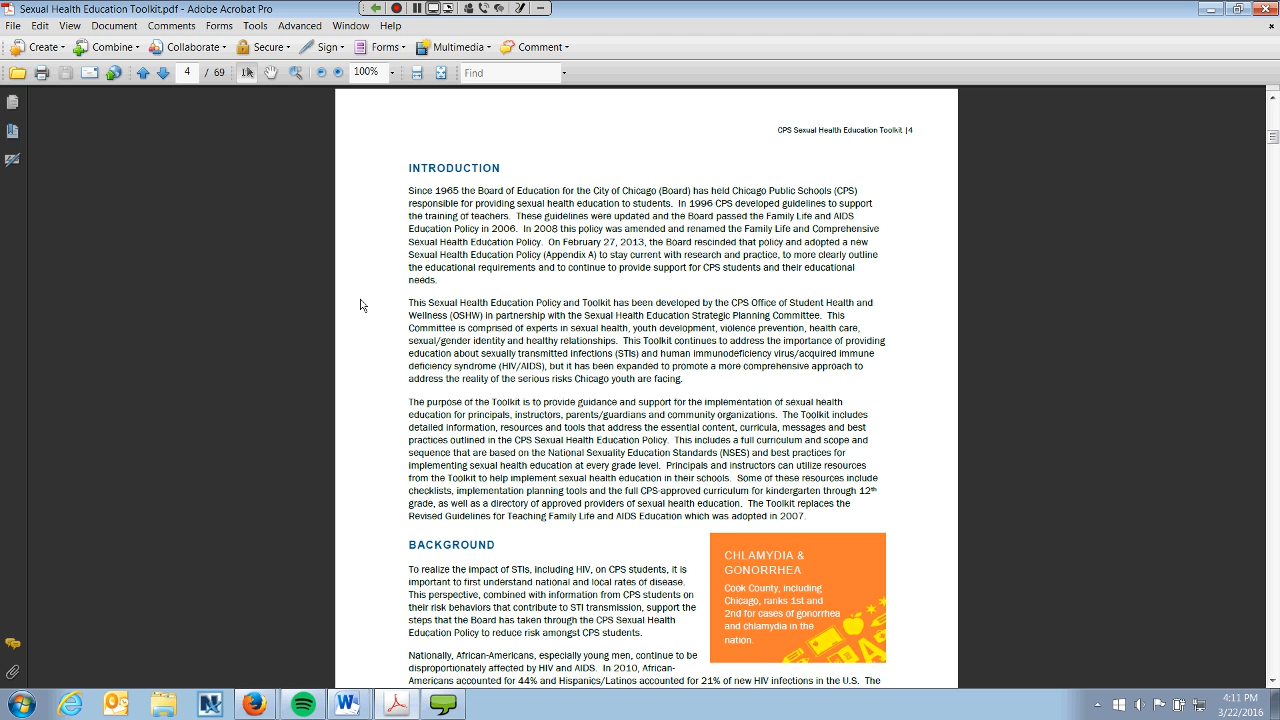 Sexual Health Education Toolkit.pdf - Adobe Acrobat Pro
File Edit View Document Comments Forms Tools Advanced Window Help
Create Combine Collaborate Secure Sign Forms Multimedia Comment
4 / 69 100% Find
CPS Sexual Health Education Toolkit |4
INTRODUCTION
Since 1965 the Board of Education for the City of Chicago (Board) has held Chicago Public Schools (CPS)
responsible for providing sexual health education to students. In 1996 CPS developed guidelines to support
the training of teachers. These guidelines were updated and the Board passed the Family Life and AIDS
Education Policy in 2006. In 2008 this policy was amended and renamed the Family Life and Comprehensive
Sexual Health Education Policy. On February 27, 2013, the Board rescinded that policy and adopted a new
Sexual Health Education Policy (Appendix A) to stay current with research and practice, to more clearly outline
the educational requirements and to continue to provide support for CPS students and their educational
needs.
This Sexual Health Education Policy and Toolkit has been developed by the CPS Office of Student Health and
Wellness (OSHW) in partnership with the Sexual Health Education Strategic Planning Committee. This
Committee is comprised of experts in sexual health, youth development, violence prevention, health care,
sexual/gender identity and healthy relationships. This Toolkit continues to address the importance of providing
education about sexually transmitted infections (STIs) and human immunodeficiency virus/acquired immune
deficiency syndrome (HIV/AIDS), but it has been expanded to promote a more comprehensive approach to
address the reality of the serious risks Chicago youth are facing.
The purpose of the Toolkit is to provide guidance and support for the implementation of sexual health
education for principals, instructors, parents/guardians and community organizations. The Toolkit includes
detailed information, resources and tools that address the essential content, curricula, messages and best
practices outlined in the CPS Sexual Health Education Policy. This includes a full curriculum and scope and
sequence that are based on the National Sexuality Education Standards (NSES) and best practices for
implementing sexual health education at every grade level. Principals and instructors can utilize resources
from the Toolkit to help implement sexual health education in their schools. Some of these resources include
checklists, implementation planning tools and the full CPS-approved curriculum for kindergarten through 12th
grade, as well as a directory of approved providers of sexual health education. The Toolkit replaces the
Revised Guidelines for Teaching Family Life and AIDS Education which was adopted in 2007.
BACKGROUND
To realize the impact of STIs, including HIV, on CPS students, it is
important to first understand national and local rates of disease.
This perspective, combined with information from CPS students on
their risk behaviors that contribute to STI transmission, support the
steps that the Board has taken through the CPS Sexual Health
Education Policy to reduce risk amongst CPS students.
Nationally, African-Americans, especially young men, continue to be
disproportionately affected by HIV and AIDS. In 2010, African-
Americans accounted for 44% and Hispanics/Latinos accounted for 21% of new HIV infections in the U.S. The
CHLAMYDIA &
GONORRHEA
Cook County, including
Chicago, ranks 1st and
2nd for cases of gonorrhea
and chlamydia in the
nation.
4:11 PM
3/22/2016